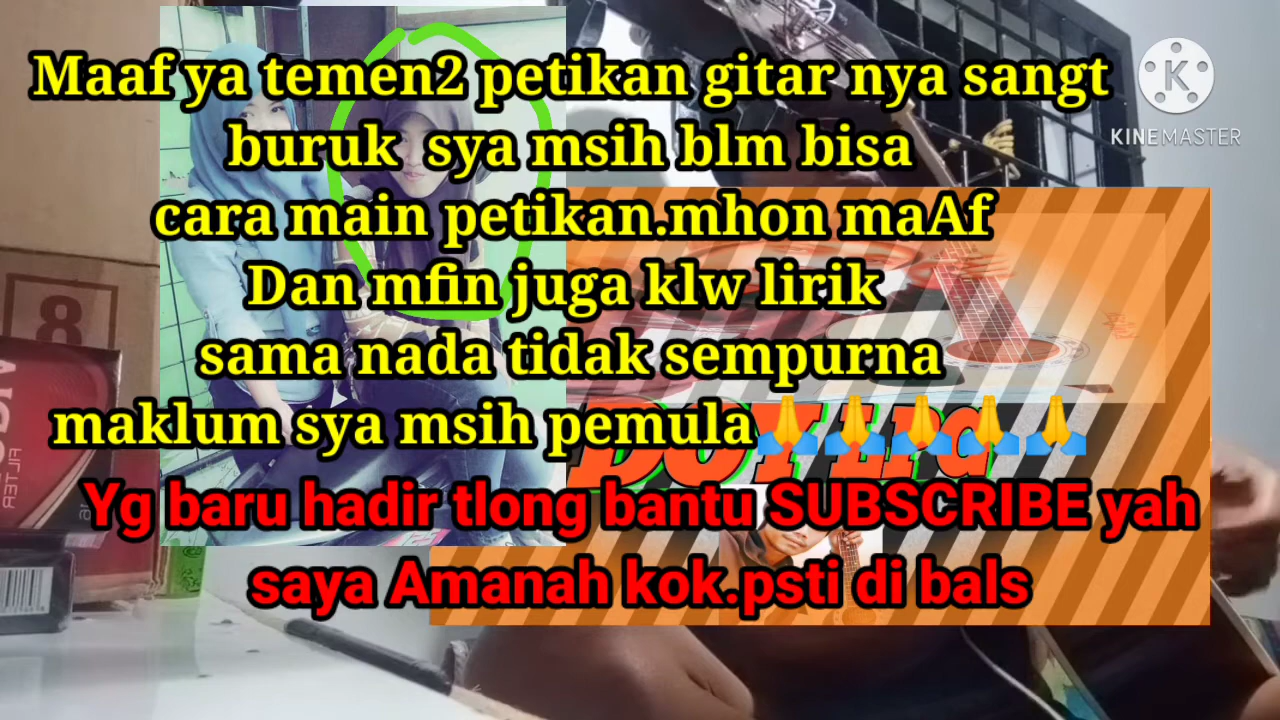 Maaf ya temen2 petikan gitar nya sangt
buruk sya msih blm bisa
cara main petikan.mhon maAf
Dan mfin juga klw lirik
sama nada tidak sempurna
maklum sya msih pemula🙏🙏🙏🙏🙏
Yg baru hadir tlong bantu SUBSCRIBE yah
saya Amanah kok.psti di bals
KINEMASTER
K
8
FILTER